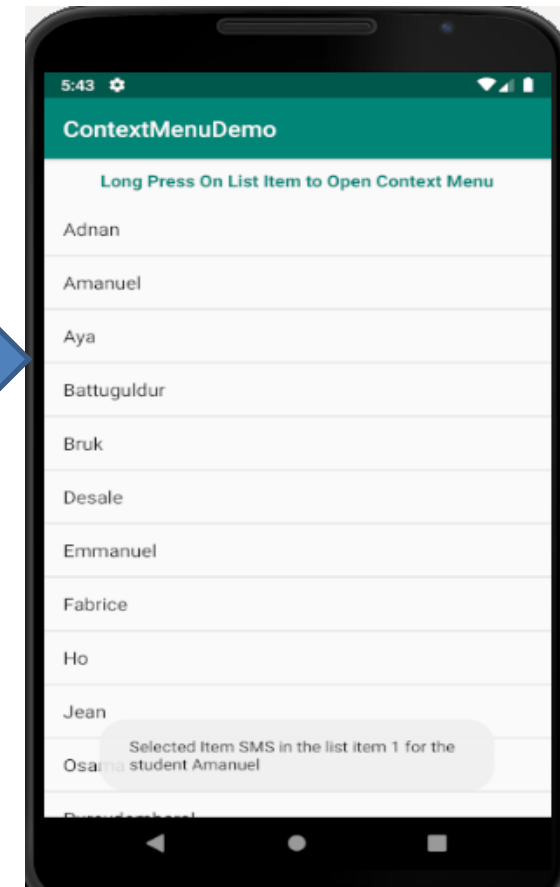 5:43
ContextMenuDemo
Long Press On List Item to Open Context Menu
Adnan
Amanuel
Aya
Battuguldur
Bruk
Desale
Emmanuel
Fabrice
Ho
Jean
Selected Item SMS in the list item 1 for the
student Amanuel